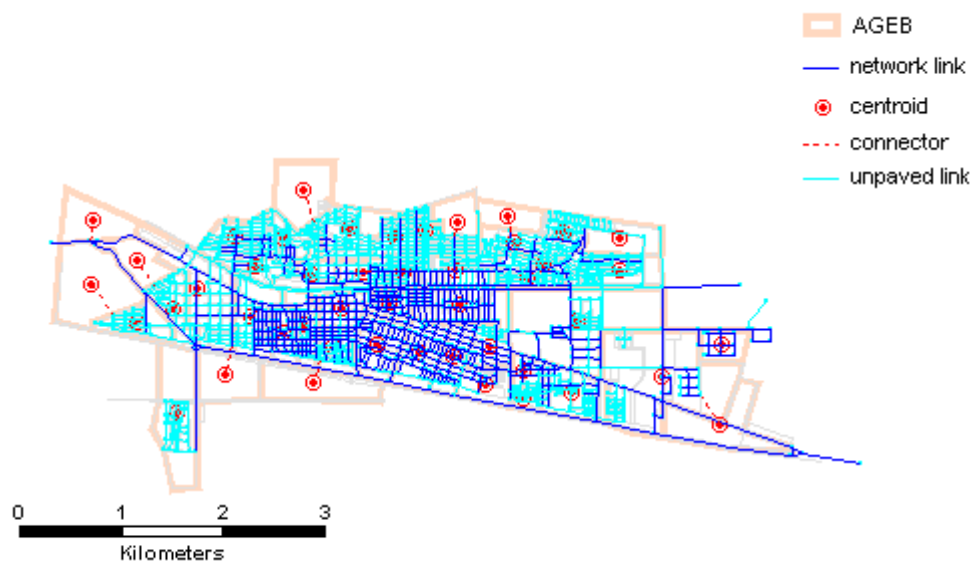 AGEB
network link
centroid
connector
unpaved link
0 1 2 3
Kilometers